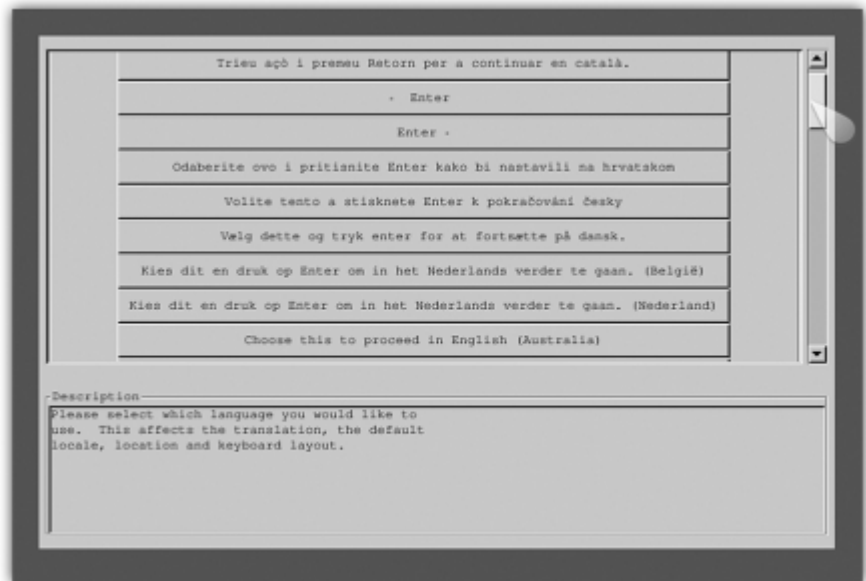 Trieu açò i premeu Retorn per a continuar en català.
· Enter
Enter ·
Odaberite ovo i pritisnite Enter kako bi nastavili na hrvatskom
Volite tento a stisknete Enter k pokračování česky
Vælg dette og tryk enter for at fortsætte på dansk.
Kies dit en druk op Enter om in het Nederlands verder te gaan. (België)
Kies dit en druk op Enter om in het Nederlands verder te gaan. (Nederland)
Choose this to proceed in English (Australia)
Description
Please select which language you would like to
use. This affects the translation, the default
locale, location and keyboard layout.